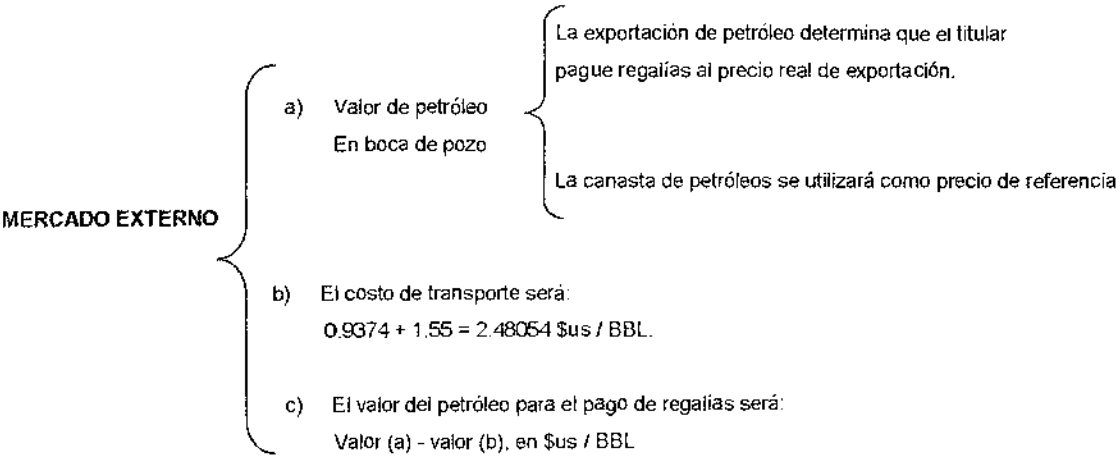 La exportación de petróleo determina que el titular
pague regalías al precio real de exportación.
a) Valor de petróleo
En boca de pozo
La canasta de petróleos se utilizará como precio de referencia
MERCADO EXTERNO
b) El costo de transporte será:
0.9374 + 1.55 = 2.48054 $us / BBL.
c) El valor del petróleo para el pago de regalías será:
Valor (a) - valor (b), en $us / BBL